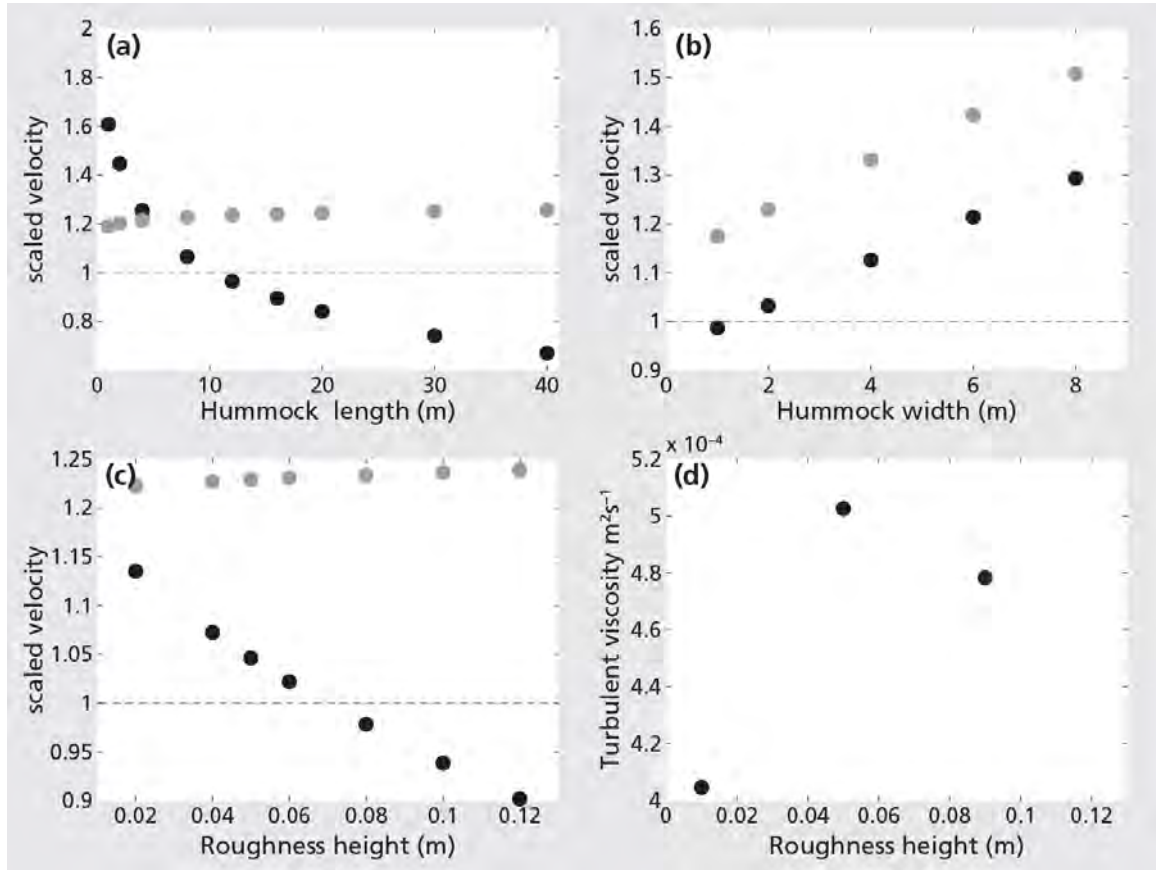 (a)
2
1.8
1.6
1.4
1.2
1
0.8
scaled velocity
0 10 20 30 40
Hummock length (m)
(b)
1.6
1.5
1.4
1.3
1.2
1.1
1
0.9
scaled velocity
0 2 4 6 8
Hummock width (m)
(c)
1.25
1.2
1.15
1.1
1.05
1
0.95
0.9
scaled velocity
0.02 0.04 0.06 0.08 0.1 0.12
Roughness height (m)
x 10⁻⁴
(d)
5.2
5
4.8
4.6
4.4
4.2
4
Turbulent viscosity m²s⁻¹
0 0.02 0.04 0.06 0.08 0.1 0.12
Roughness height (m)